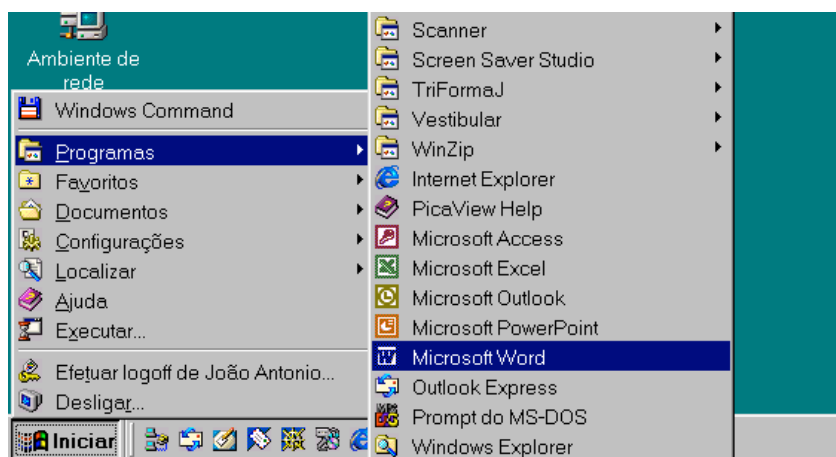 Ambiente de
rede
Windows Command
Programas
Favoritos
Documentos
Configurações
Localizar
Ajuda
Executar...
Efetuar logoff de João Antonio...
Desligar...
Iniciar
Scanner
Screen Saver Studio
TriFormaJ
Vestibular
WinZip
Internet Explorer
PicaView Help
Microsoft Access
Microsoft Excel
Microsoft Outlook
Microsoft PowerPoint
Microsoft Word
Outlook Express
Prompt do MS-DOS
Windows Explorer